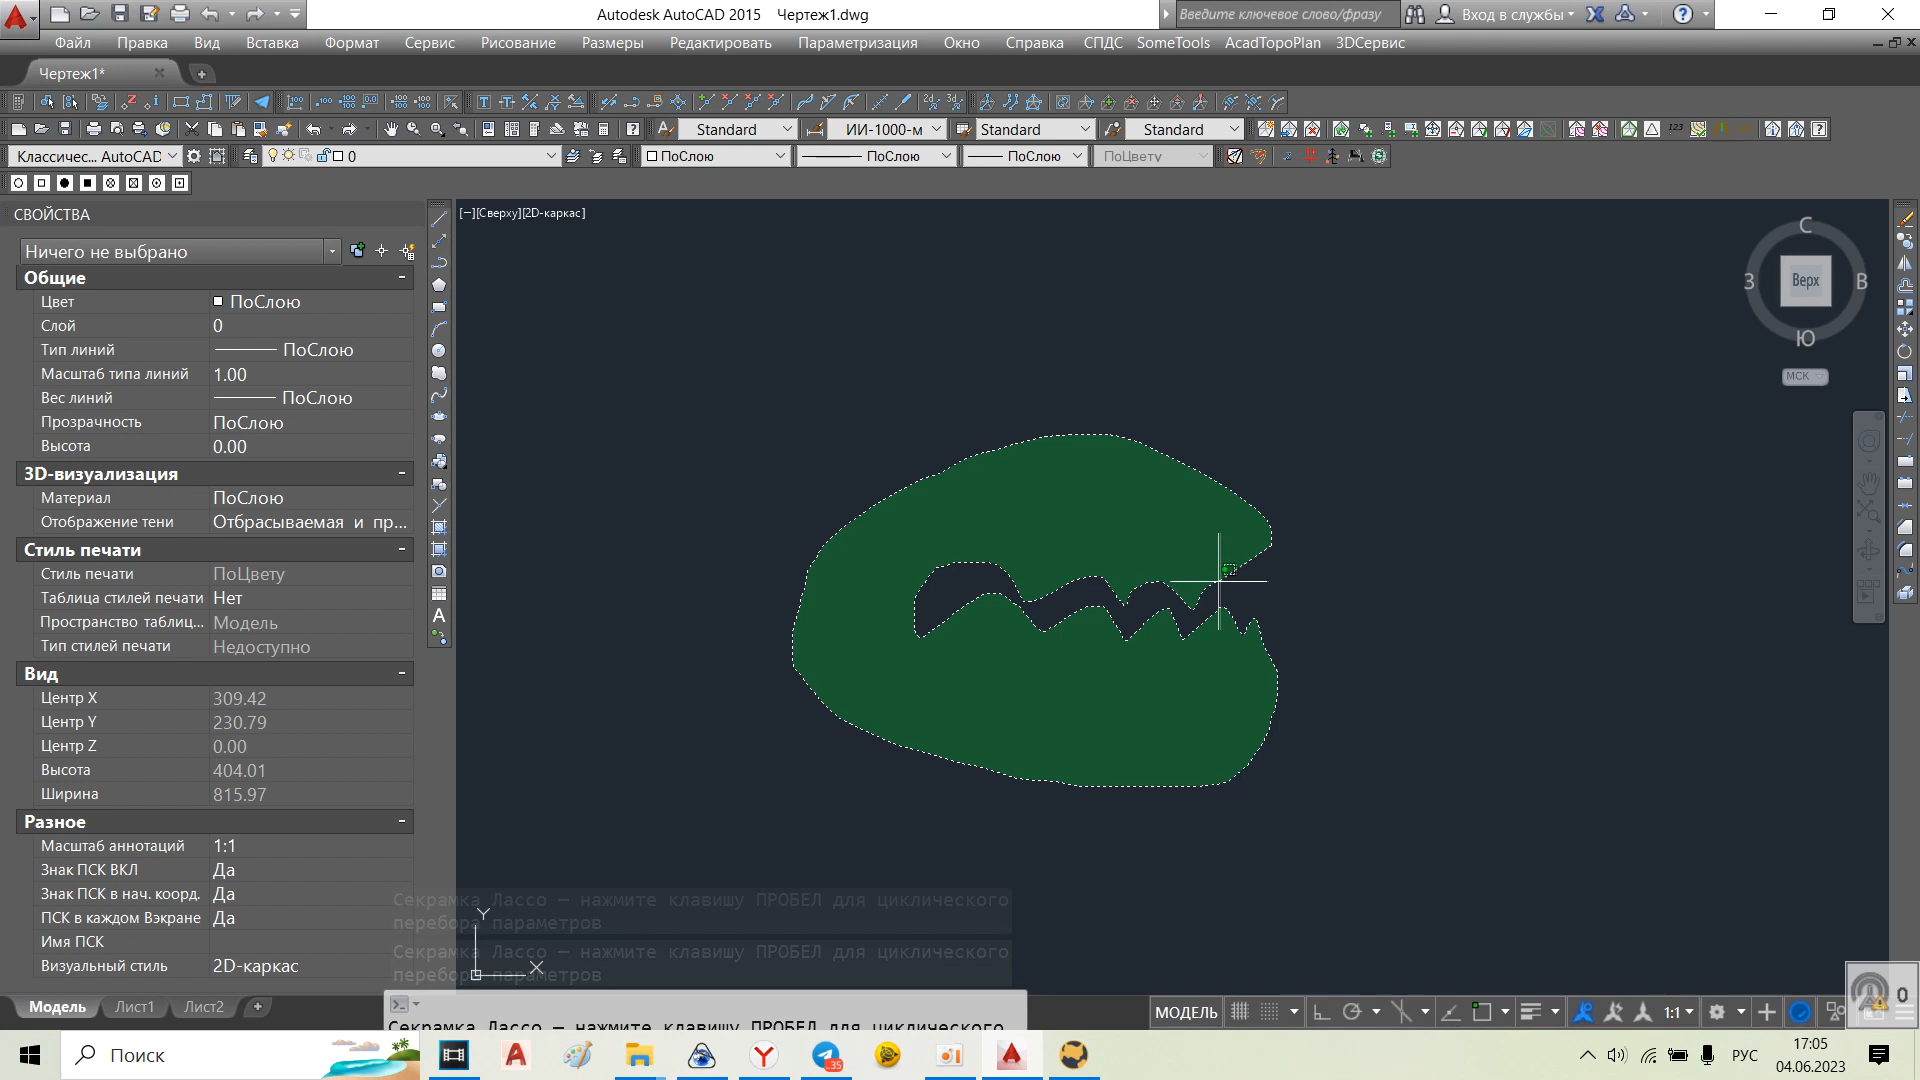 Autodesk AutoCAD 2015 Чертеж1.dwg
Введите ключевое слово/фразу
Вход в службы
Файл Правка Вид Вставка Формат Сервис Рисование Размеры Редактировать Параметризация Окно Справка СПДС SomeTools AcadTopoPlan 3DСервис
Чертеж1*
Standard ИИ-1000-м Standard Standard
Классичес... AutoCAD 0 ПоСлою ПоСлою ПоСлою ПоЦвету
СВОЙСТВА
[−][Сверху][2D-каркас]
Ничего не выбрано
Общие
Цвет ПоСлою
Слой 0
Тип линий ПоСлою
Масштаб типа линий 1.00
Вес линий ПоСлою
Прозрачность ПоСлою
Высота 0.00
3D-визуализация
Материал ПоСлою
Отображение тени Отбрасываемая и пр...
Стиль печати
Стиль печати ПоЦвету
Таблица стилей печати Нет
Пространство таблиц... Модель
Тип стилей печати Недоступно
Вид
Центр X 309.42
Центр Y 230.79
Центр Z 0.00
Высота 404.01
Ширина 815.97
Разное
Масштаб аннотаций 1:1
Знак ПСК ВКЛ Да
Знак ПСК в нач. коорд. Да
ПСК в каждом Вэкране Да
Имя ПСК
Визуальный стиль 2D-каркас
С
З Верх В
Ю
МСК
Секрамка Лассо — нажмите клавишу ПРОБЕЛ для циклического
перебора параметров
Секрамка Лассо — нажмите клавишу ПРОБЕЛ для циклического
перебора параметров
Y
X
Секрамка Лассо — нажмите клавишу ПРОБЕЛ для циклического
Модель Лист1 Лист2
МОДЕЛЬ 1:1
0
Поиск
35
РУС
17:05
04.06.2023